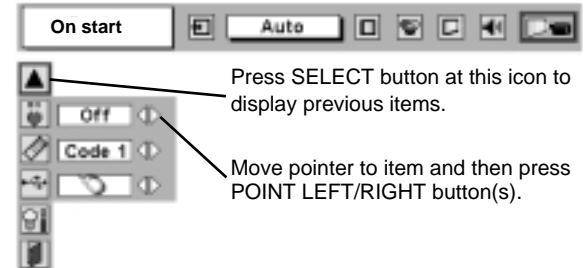 On start
Auto
Press SELECT button at this icon to
display previous items.
Off
Code 1
Move pointer to item and then press
POINT LEFT/RIGHT button(s).